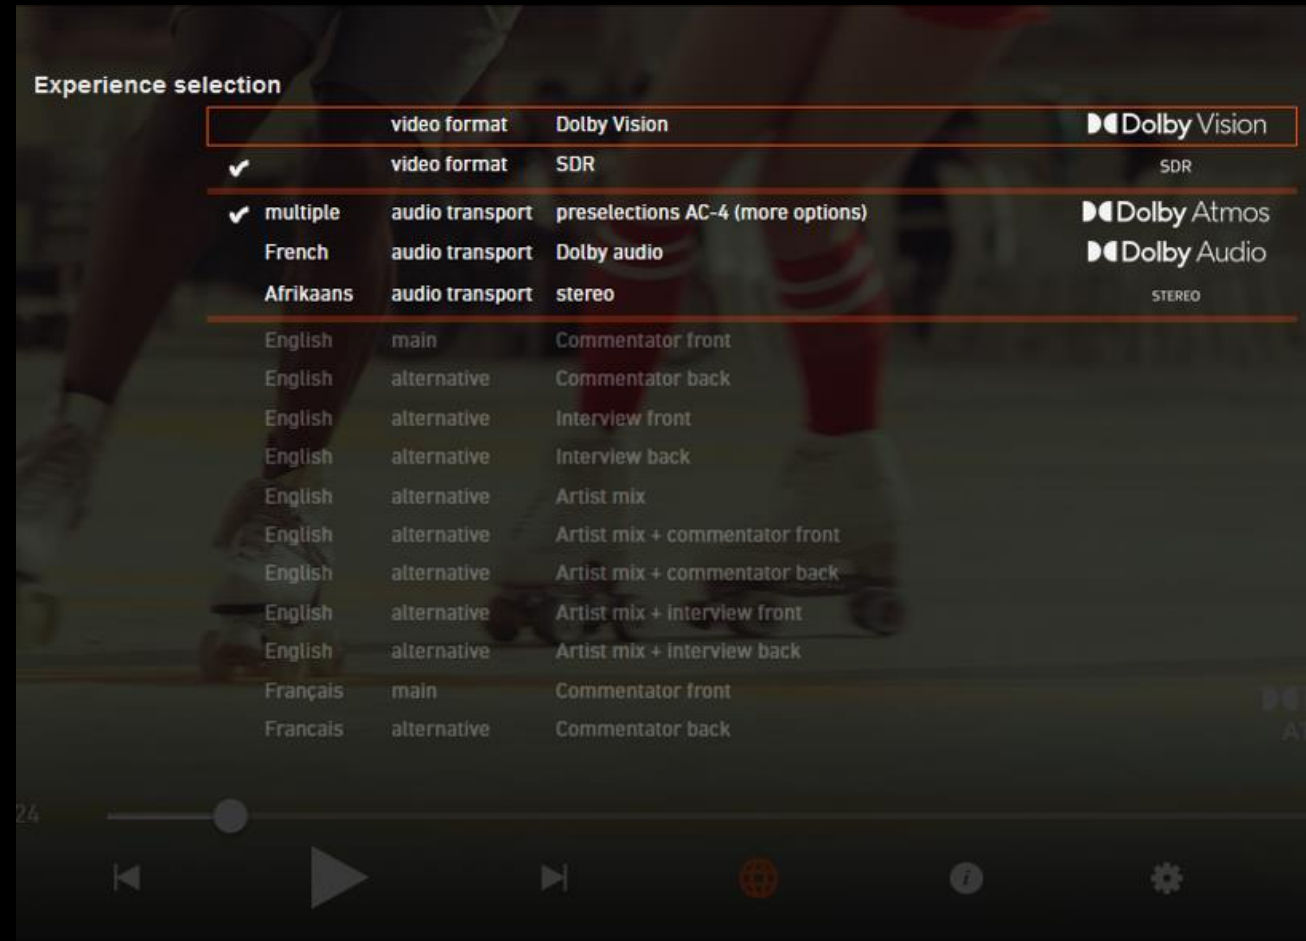 Experience selection
video format Dolby Vision Dolby Vision
video format SDR SDR
multiple audio transport preselections AC-4 (more options) Dolby Atmos
French audio transport Dolby audio Dolby Audio
Afrikaans audio transport stereo STEREO
English main Commentator front
English alternative Commentator back
English alternative Interview front
English alternative Interview back
English alternative Artist mix
English alternative Artist mix + commentator front
English alternative Artist mix + commentator back
English alternative Artist mix + interview front
English alternative Artist mix + interview back
Français main Commentator front
Francais alternative Commentator back
24